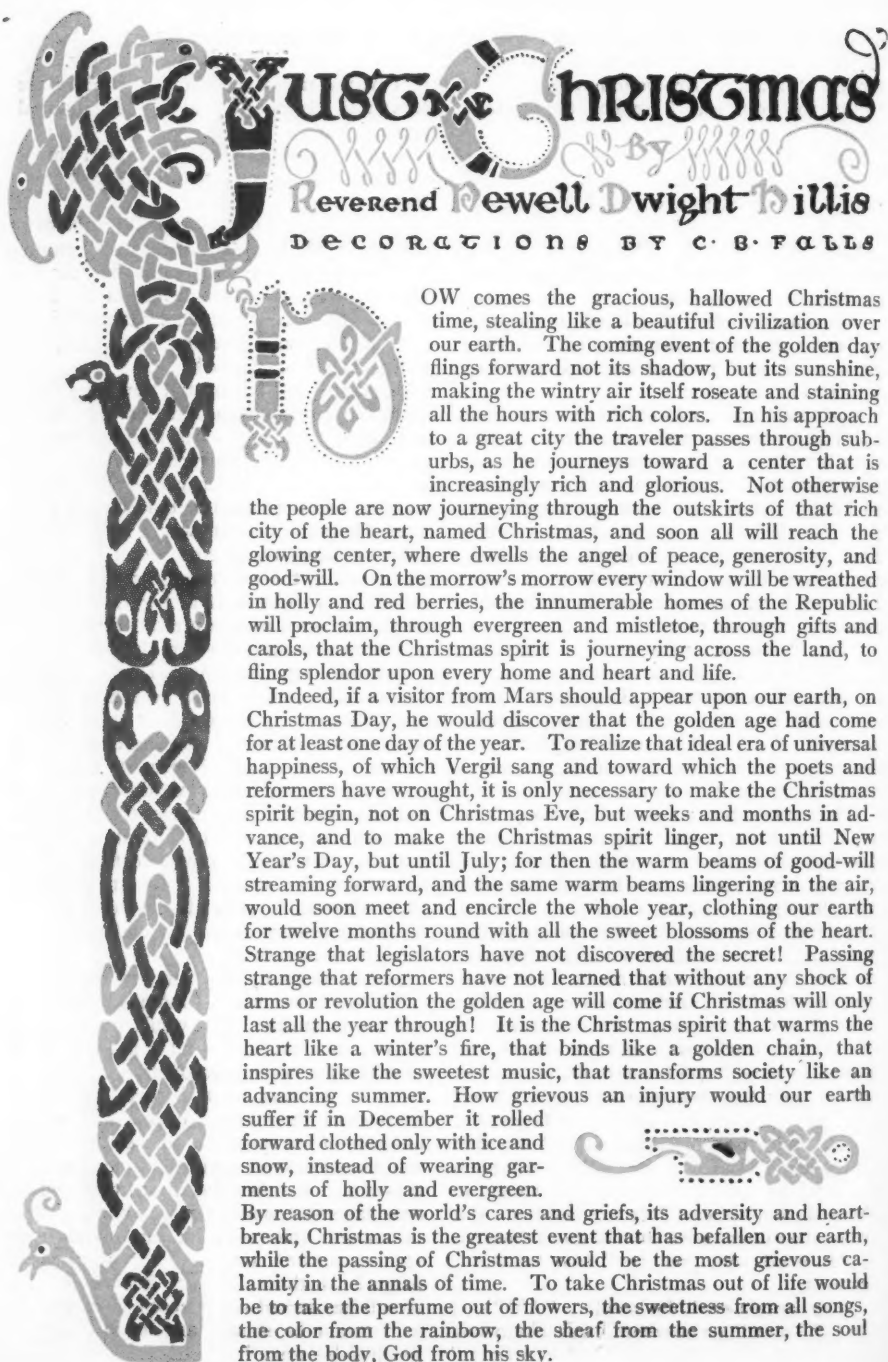 JUST CHRISTMAS
By
Reverend Newell Dwight Hillis
DECORATIONS BY C. B. FALLS
NOW comes the gracious, hallowed Christmas
time, stealing like a beautiful civilization over
our earth. The coming event of the golden day
flings forward not its shadow, but its sunshine,
making the wintry air itself roseate and staining
all the hours with rich colors. In his approach
to a great city the traveler passes through sub-
urbs, as he journeys toward a center that is
increasingly rich and glorious. Not otherwise
the people are now journeying through the outskirts of that rich
city of the heart, named Christmas, and soon all will reach the
glowing center, where dwells the angel of peace, generosity, and
good-will. On the morrow's morrow every window will be wreathed
in holly and red berries, the innumerable homes of the Republic
will proclaim, through evergreen and mistletoe, through gifts and
carols, that the Christmas spirit is journeying across the land, to
fling splendor upon every home and heart and life.
Indeed, if a visitor from Mars should appear upon our earth, on
Christmas Day, he would discover that the golden age had come
for at least one day of the year. To realize that ideal era of universal
happiness, of which Vergil sang and toward which the poets and
reformers have wrought, it is only necessary to make the Christmas
spirit begin, not on Christmas Eve, but weeks and months in ad-
vance, and to make the Christmas spirit linger, not until New
Year's Day, but until July; for then the warm beams of good-will
streaming forward, and the same warm beams lingering in the air,
would soon meet and encircle the whole year, clothing our earth
for twelve months round with all the sweet blossoms of the heart.
Strange that legislators have not discovered the secret! Passing
strange that reformers have not learned that without any shock of
arms or revolution the golden age will come if Christmas will only
last all the year through! It is the Christmas spirit that warms the
heart like a winter's fire, that binds like a golden chain, that
inspires like the sweetest music, that transforms society like an
advancing summer. How grievous an injury would our earth
suffer if in December it rolled
forward clothed only with ice and
snow, instead of wearing gar-
ments of holly and evergreen.
By reason of the world's cares and griefs, its adversity and heart-
break, Christmas is the greatest event that has befallen our earth,
while the passing of Christmas would be the most grievous ca-
lamity in the annals of time. To take Christmas out of life would
be to take the perfume out of flowers, the sweetness from all songs,
the color from the rainbow, the sheaf from the summer, the soul
from the body, God from his sky.